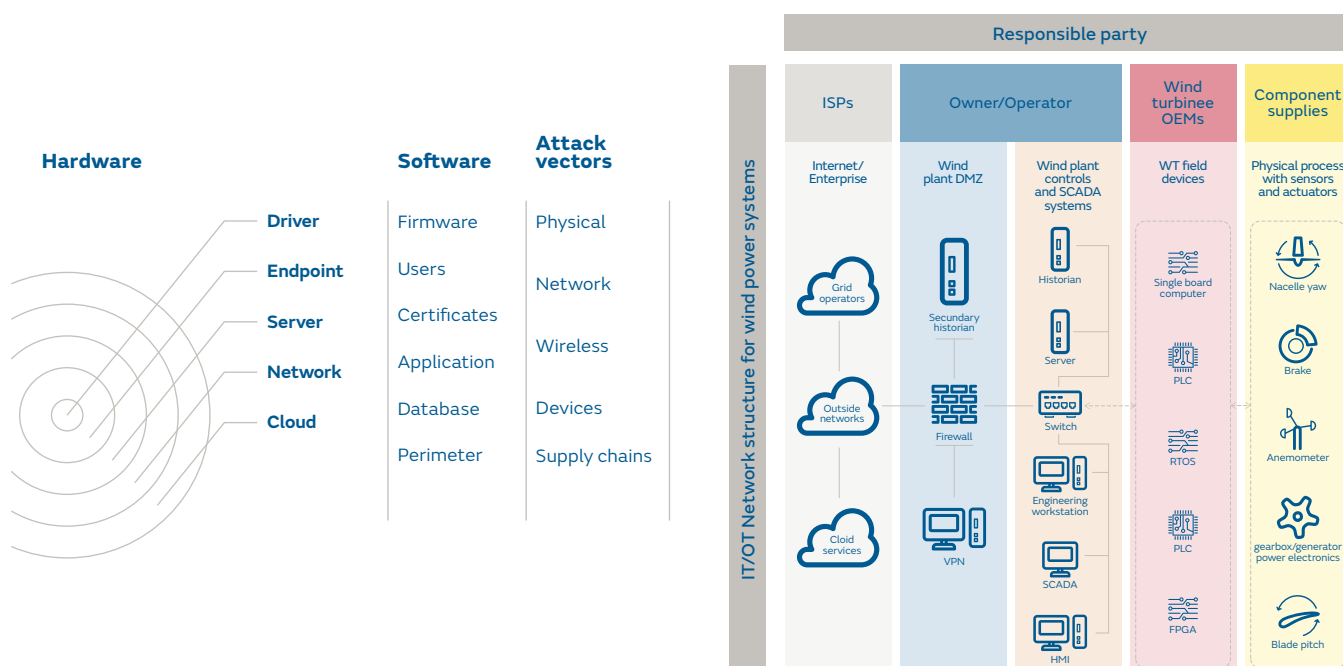 Hardware
Driver
Endpoint
Server
Network
Cloud
Software
Firmware
Users
Certificates
Application
Database
Perimeter
Attack
vectors
Physical
Network
Wireless
Devices
Supply chains
IT/OT Network structure for wind power systems
Responsible party
ISPs
Owner/Operator
Wind
turbinee
OEMs
Component
supplies
Internet/
Enterprise
Grid
operators
Outside
networks
Cloid
services
Wind
plant DMZ
Secundary
historian
Firewall
VPN
Wind plant
controls
and SCADA
systems
Historian
Server
Switch
Engineering
workstation
SCADA
HMI
WT field
devices
Single board
computer
PLC
RTOS
PLC
FPGA
Physical process
with sensors
and actuators
Nacelle yaw
Brake
Anemometer
gearbox/generator
power electronics
Blade pitch